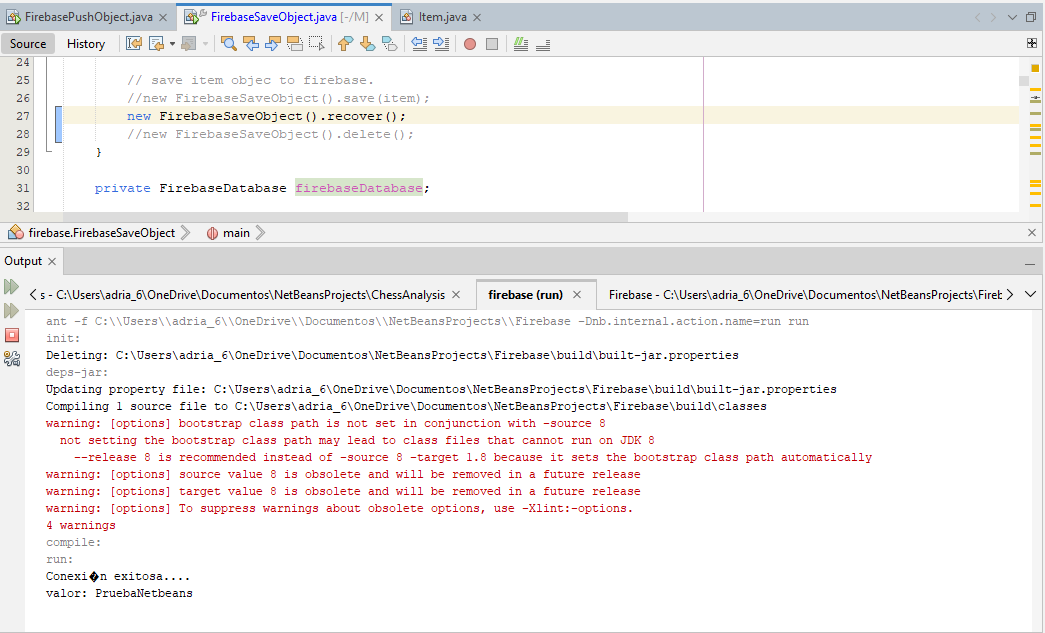 FirebasePushObject.java
FirebaseSaveObject.java [-/M]
Item.java
Source History
24
25 // save item objec to firebase.
26 //new FirebaseSaveObject().save(item);
27 new FirebaseSaveObject().recover();
28 //new FirebaseSaveObject().delete();
29 }
30
31 private FirebaseDatabase firebaseDatabase;
32
firebase.FirebaseSaveObject main
Output
s - C:\Users\adria_6\OneDrive\Documentos\NetBeansProjects\ChessAnalysis
firebase (run)
Firebase - C:\Users\adria_6\OneDrive\Documentos\NetBeansProjects\Fireb
ant -f C:\\Users\\adria_6\\OneDrive\\Documentos\\NetBeansProjects\\Firebase -Dnb.internal.action.name=run run
init:
Deleting: C:\Users\adria_6\OneDrive\Documentos\NetBeansProjects\Firebase\build\built-jar.properties
deps-jar:
Updating property file: C:\Users\adria_6\OneDrive\Documentos\NetBeansProjects\Firebase\build\built-jar.properties
Compiling 1 source file to C:\Users\adria_6\OneDrive\Documentos\NetBeansProjects\Firebase\build\classes
warning: [options] bootstrap class path is not set in conjunction with -source 8
not setting the bootstrap class path may lead to class files that cannot run on JDK 8
--release 8 is recommended instead of -source 8 -target 1.8 because it sets the bootstrap class path automatically
warning: [options] source value 8 is obsolete and will be removed in a future release
warning: [options] target value 8 is obsolete and will be removed in a future release
warning: [options] To suppress warnings about obsolete options, use -Xlint:-options.
4 warnings
compile:
run:
Conexi�n exitosa....
valor: PruebaNetbeans